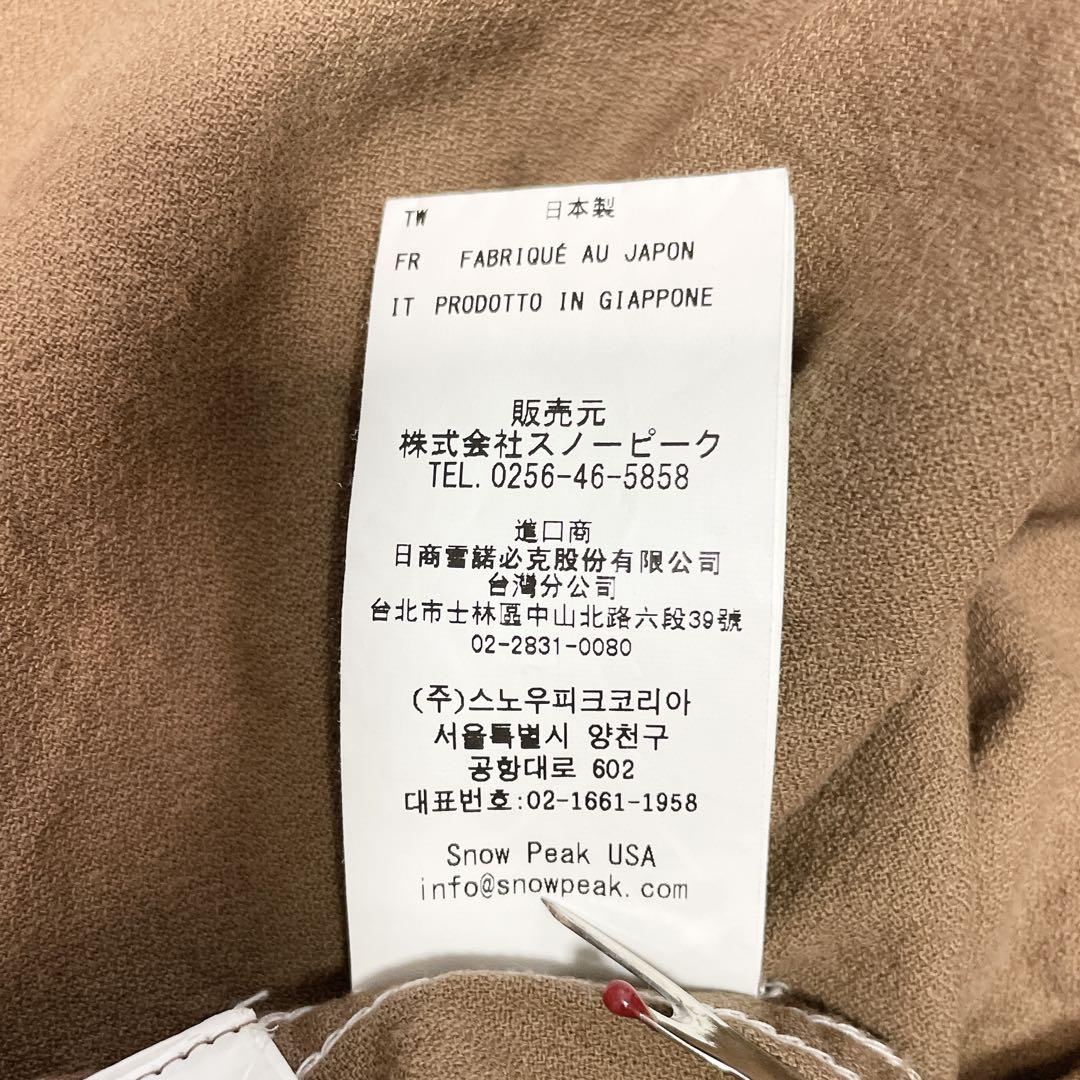 TW 日本製
FR FABRIQUÉ AU JAPON
IT PRODOTTO IN GIAPPONE
販売元
株式会社スノーピーク
TEL. 0256-46-5858
進口商
日商雪諾必克股份有限公司
台灣分公司
台北市士林區中山北路六段39號
02-2831-0080
(주)스노우피크코리아
서울특별시 양천구
공항대로 602
대표번호:02-1661-1958
Snow Peak USA
info@snowpeak.com